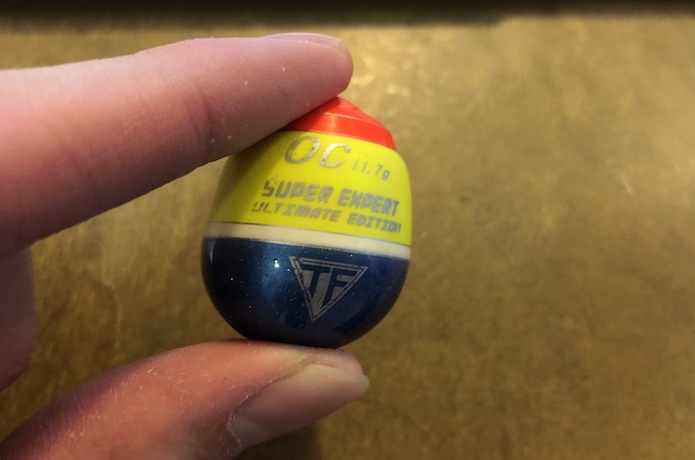 OC 11.7g
SUPER EXPERT
ULTIMATE EDITION
TF